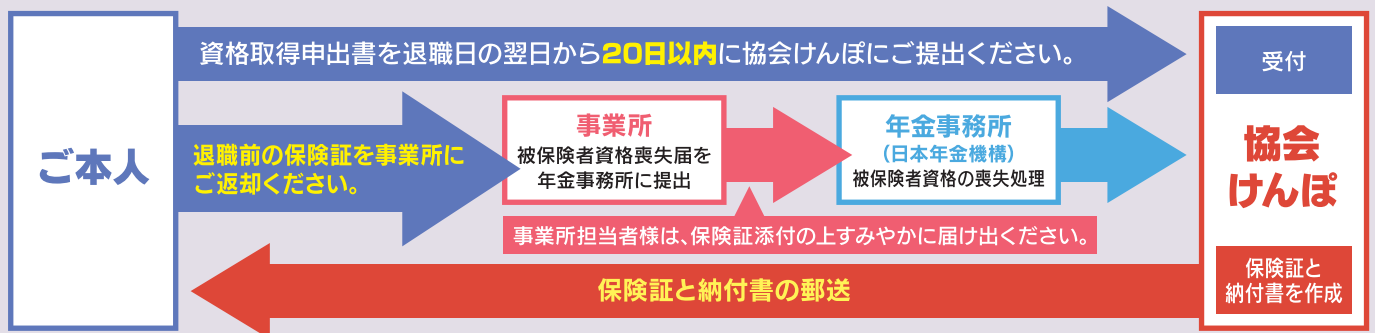 ご本人
資格取得申出書を退職日の翌日から20日以内に協会けんぽにご提出ください。
退職前の保険証を事業所に
ご返却ください。
事業所
被保険者資格喪失届を
年金事務所に提出
年金事務所
（日本年金機構）
被保険者資格の喪失処理
事業所担当者様は、保険証添付の上すみやかに届け出ください。
受付
協会
けんぽ
保険証と
納付書を作成
保険証と納付書の郵送